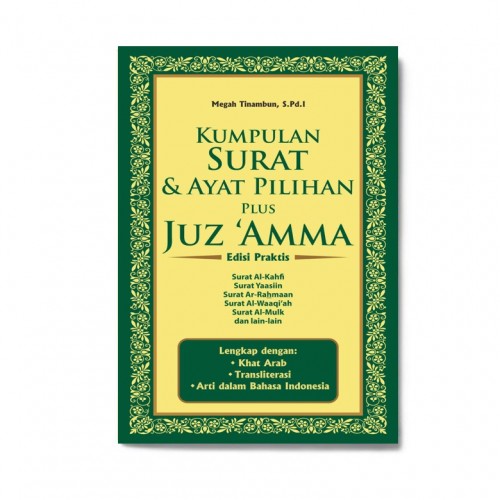 Megah Tinambun, S.Pd.I
KUMPULAN
SURAT
& AYAT PILIHAN
PLUS
JUZ ‘AMMA
Edisi Praktis
Surat Al-Kahfi
Surat Yaasiin
Surat Ar-Raḥmaan
Surat Al-Waaqi’ah
Surat Al-Mulk
dan lain-lain
Lengkap dengan:
• Khat Arab
• Transliterasi
• Arti dalam Bahasa Indonesia